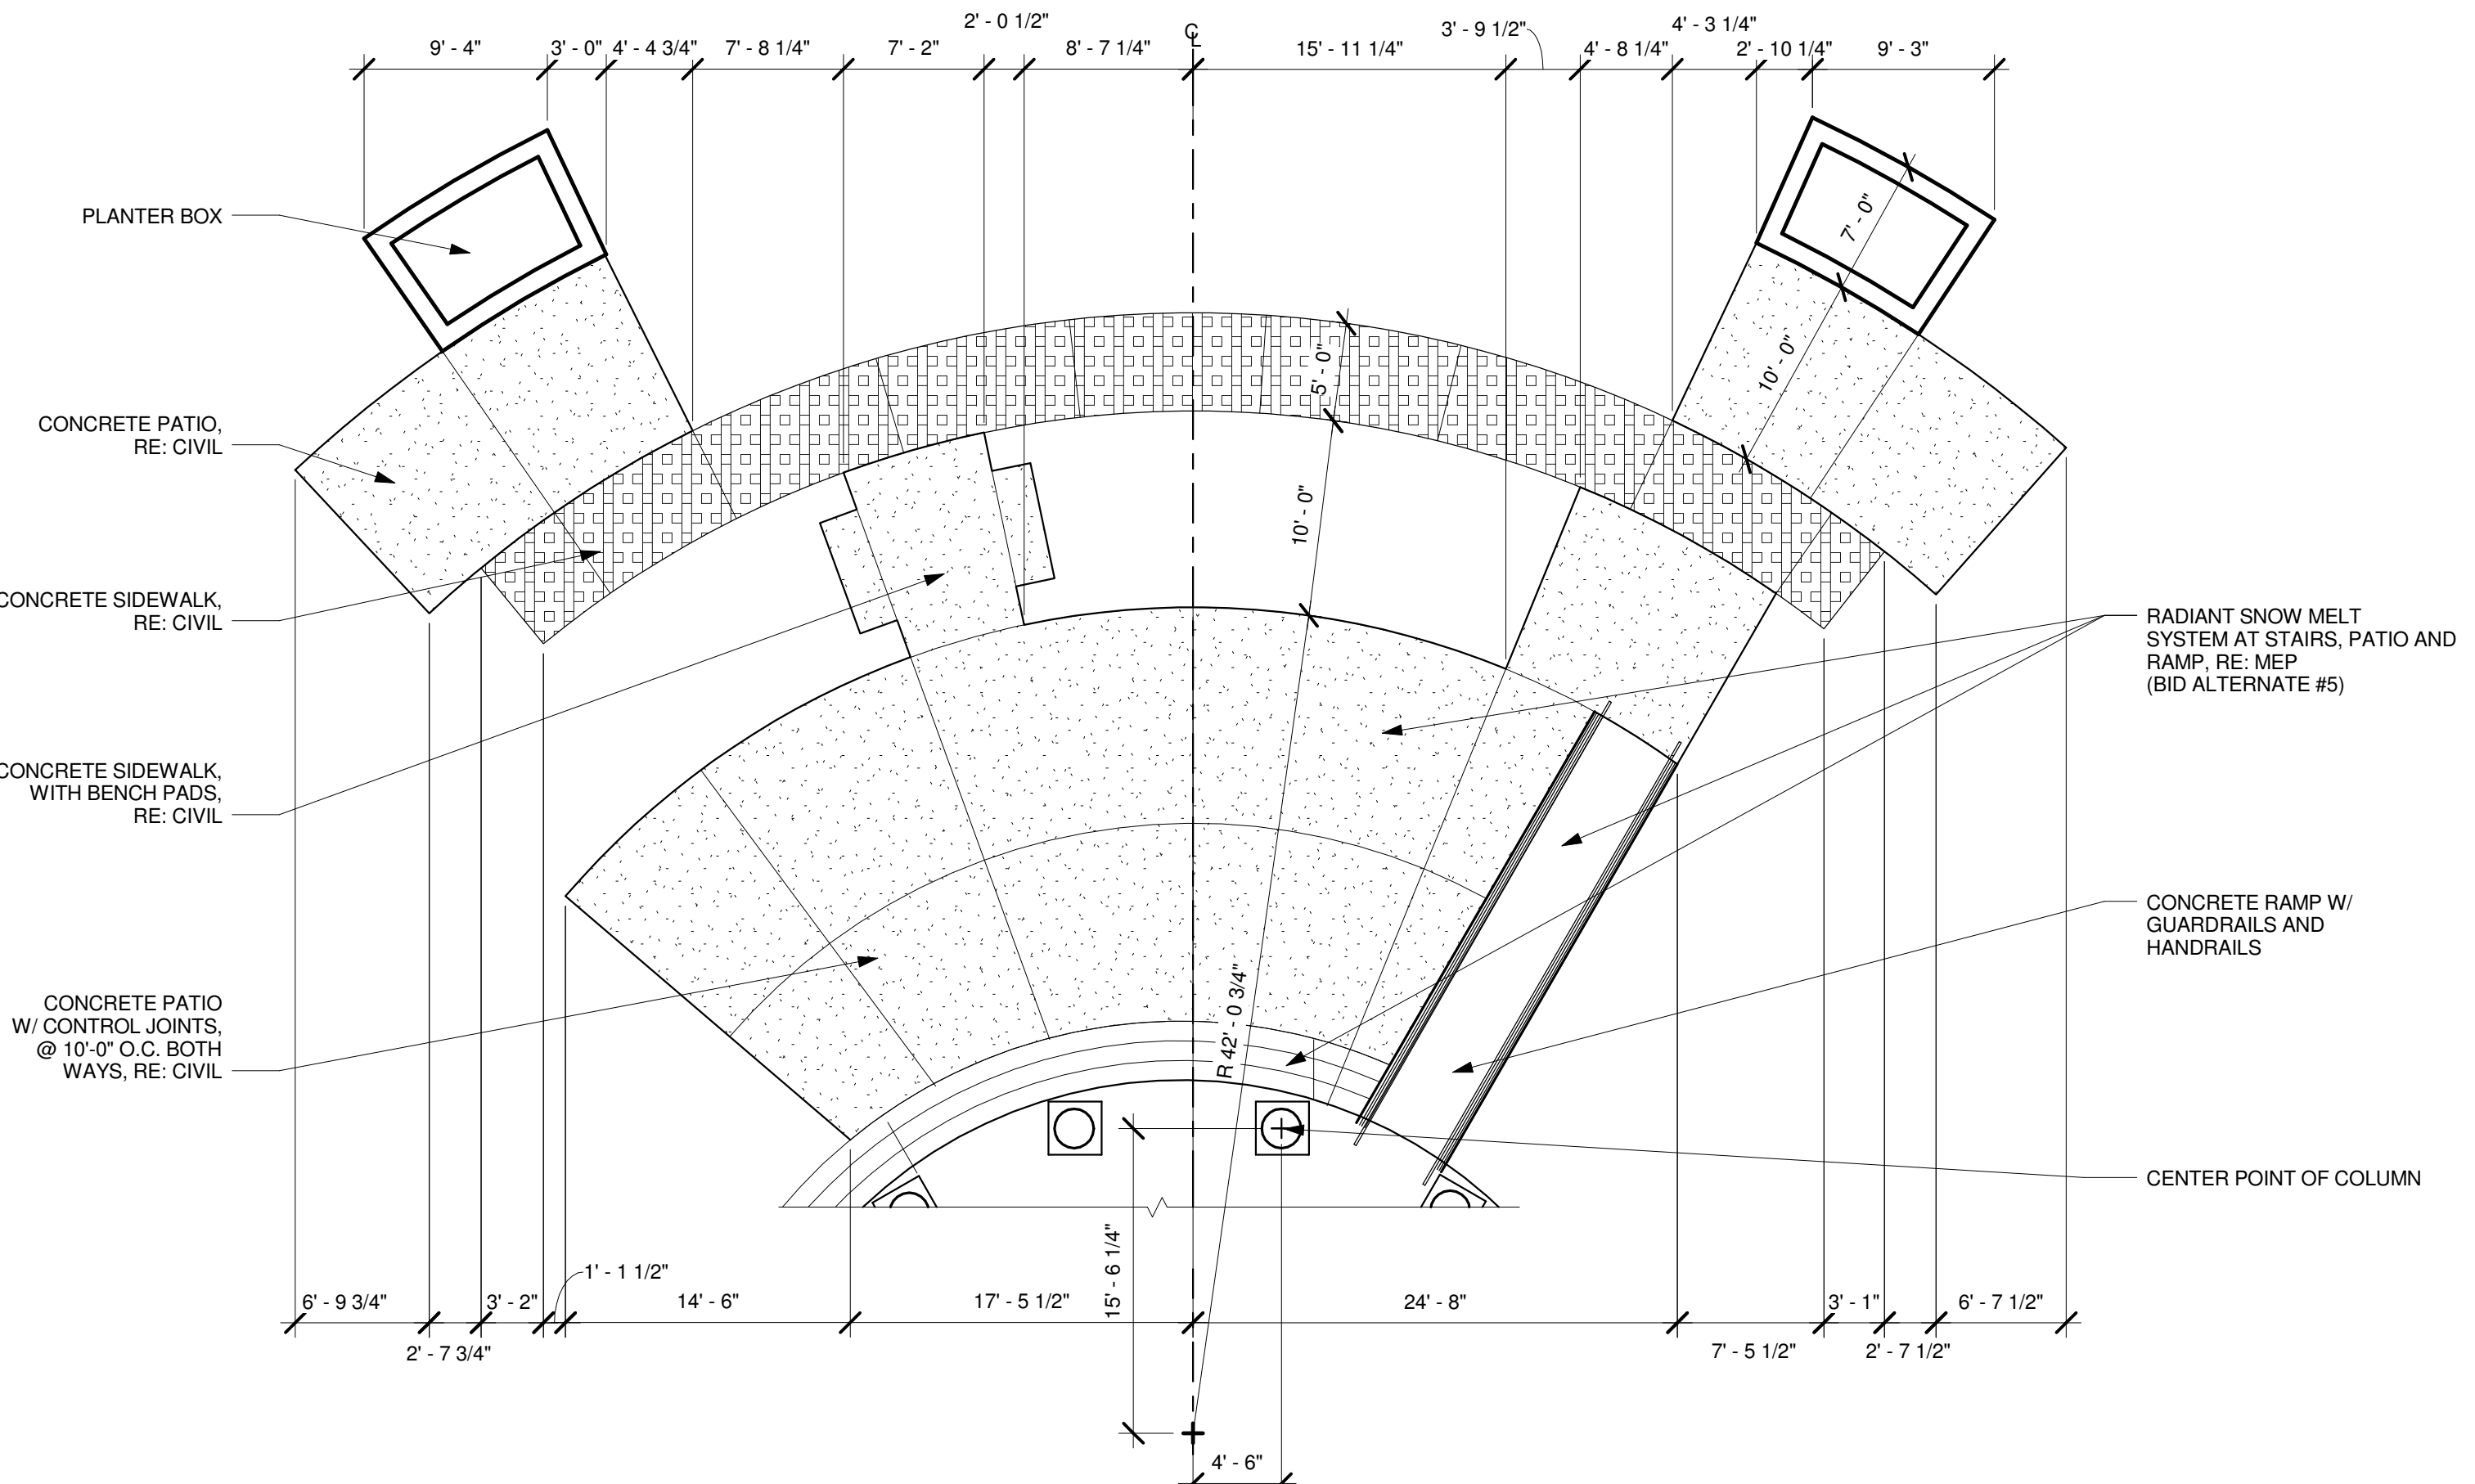 2' - 0 1/2"
4' - 3 1/4"
℄
3' - 9 1/2"
9' - 4"
3' - 0"
4' - 4 3/4"
7' - 8 1/4"
7' - 2"
8' - 7 1/4"
15' - 11 1/4"
4' - 8 1/4"
2' - 10 1/4"
9' - 3"
PLANTER BOX
7' - 0"
10' - 0"
5' - 0"
CONCRETE PATIO,
RE: CIVIL
10' - 0"
CONCRETE SIDEWALK,
RE: CIVIL
RADIANT SNOW MELT
SYSTEM AT STAIRS, PATIO AND
RAMP, RE: MEP
(BID ALTERNATE #5)
CONCRETE SIDEWALK,
WITH BENCH PADS,
RE: CIVIL
CONCRETE RAMP W/
GUARDRAILS AND
HANDRAILS
CONCRETE PATIO
W/ CONTROL JOINTS,
@ 10'-0" O.C. BOTH
WAYS, RE: CIVIL
R 42' - 0 3/4"
CENTER POINT OF COLUMN
15' - 6 1/4"
1' - 1 1/2"
6' - 9 3/4"
3' - 2"
14' - 6"
17' - 5 1/2"
24' - 8"
3' - 1"
6' - 7 1/2"
2' - 7 3/4"
7' - 5 1/2"
2' - 7 1/2"
4' - 6"